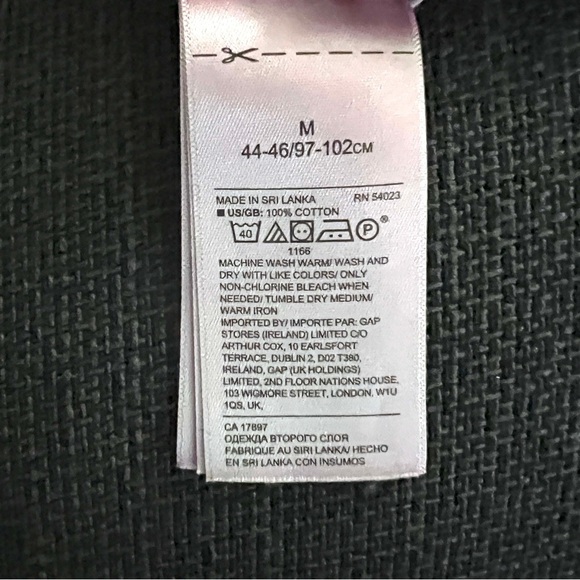 M
44-46/97-102CM
MADE IN SRI LANKA RN 54023
US/GB: 100% COTTON
40 P ®
1166
MACHINE WASH WARM/ WASH AND
DRY WITH LIKE COLORS/ ONLY
NON-CHLORINE BLEACH WHEN
NEEDED/ TUMBLE DRY MEDIUM/
WARM IRON
IMPORTED BY/ IMPORTE PAR: GAP
STORES (IRELAND) LIMITED C/O
ARTHUR COX, 10 EARLSFORT
TERRACE, DUBLIN 2, D02 T380,
IRELAND, GAP (UK HOLDINGS)
LIMITED, 2ND FLOOR NATIONS HOUSE,
103 WIGMORE STREET, LONDON, W1U
1QS, UK,
CA 17897
ОДЕЖДА ВТОРОГО СЛОЯ
FABRIQUE AU SIRI LANKA/ HECHO
EN SRI LANKA CON INSUMOS